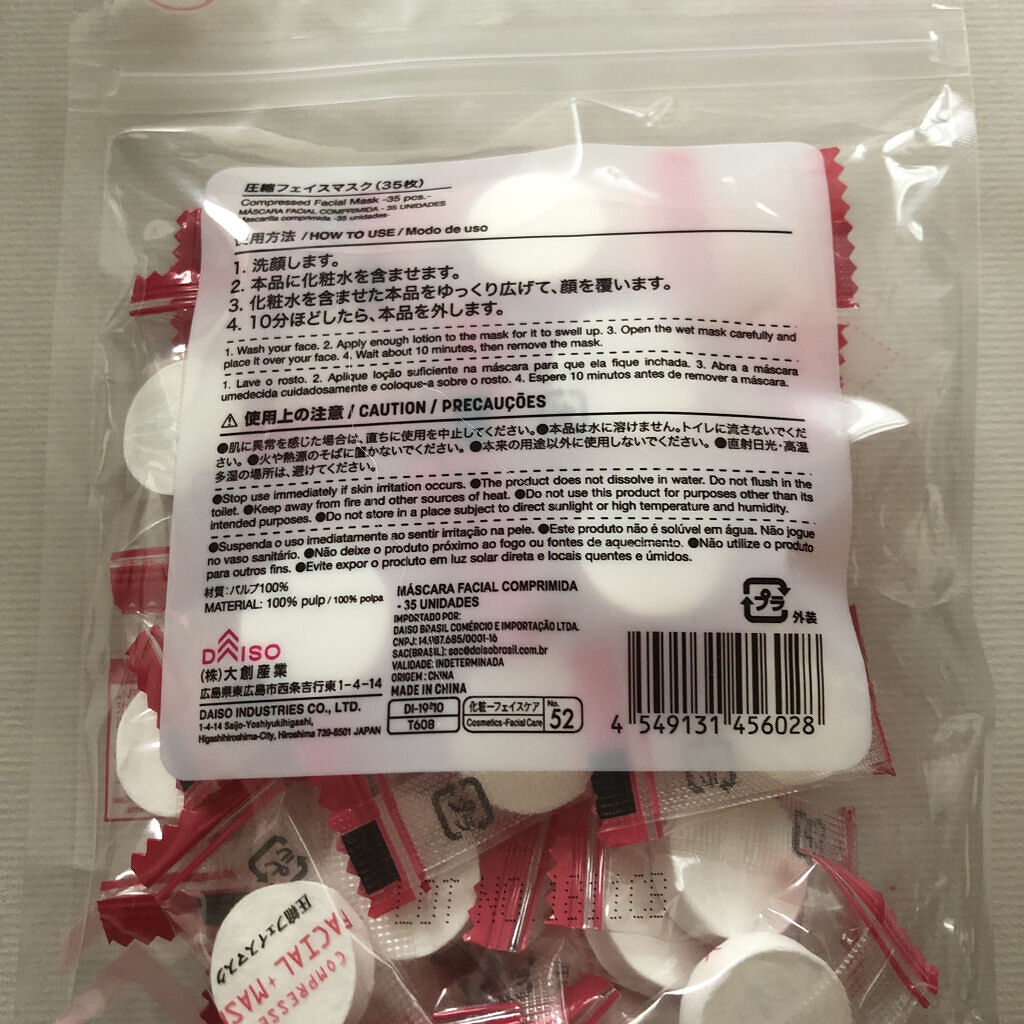 圧縮フェイスマスク(35枚)
Compressed Facial Mask -35 pcs.-
MÁSCARA FACIAL COMPRIMIDA - 35 UNIDADES
Mascarilla comprimida -35 unidades-
使用方法 / HOW TO USE / Modo de uso
1. 洗顔します。
2. 本品に化粧水を含ませます。
3. 化粧水を含ませた本品をゆっくり広げて、顔を覆います。
4. 10分ほどしたら、本品を外します。
1. Wash your face. 2. Apply enough lotion to the mask for it to swell up. 3. Open the wet mask carefully and
place it over your face. 4. Wait about 10 minutes, then remove the mask.
1. Lave o rosto. 2. Aplique loção suficiente na máscara para que ela fique inchada. 3. Abra a máscara
umedecida cuidadosamente e coloque-a sobre o rosto. 4. Espere 10 minutos antes de remover a máscara.
⚠ 使用上の注意 / CAUTION / PRECAUÇÕES
●肌に異常を感じた場合は、直ちに使用を中止してください。●本品は水に溶けません。トイレに流さないでくだ
さい。●火や熱源のそばに置かないでください。●本来の用途以外に使用しないでください。●直射日光・高温
多湿の場所は、避けてください。
●Stop use immediately if skin irritation occurs. ●The product does not dissolve in water. Do not flush in the
toilet. ●Keep away from fire and other sources of heat. ●Do not use this product for purposes other than its
intended purposes. ●Do not store in a place subject to direct sunlight or high temperature and humidity.
●Suspenda o uso imediatamente ao sentir irritação na pele. ●Este produto não é solúvel em água. Não jogue
no vaso sanitário. ●Não deixe o produto próximo ao fogo ou fontes de aquecimento. ●Não utilize o produto
para outros fins. ●Evite expor o produto em luz solar direta e locais quentes e úmidos.
材質:パルプ100%
MATERIAL: 100% pulp / 100% polpa
DAISO
(株)大創産業
広島県東広島市西条吉行東1-4-14
DAISO INDUSTRIES CO., LTD.
1-4-14 Saijo-Yoshiyukihigashi,
Higashihiroshima-City, Hiroshima 739-8501 JAPAN
MÁSCARA FACIAL COMPRIMIDA
- 35 UNIDADES
IMPORTADO POR:
DAISO BRASIL COMÉRCIO E IMPORTAÇÃO LTDA.
CNPJ: 14.987.685/0001-16
SAC(BRASIL): sac@daisobrasil.com.br
VALIDADE: INDETERMINADA
ORIGEM: CHINA
MADE IN CHINA
T608
化粧-フェイスケア
Cosmetics-Facial Care
No.
52
プラ
外装
4 549131 456028
圧縮フェイスマスク
FACIAL + MAS
COMPRESSE